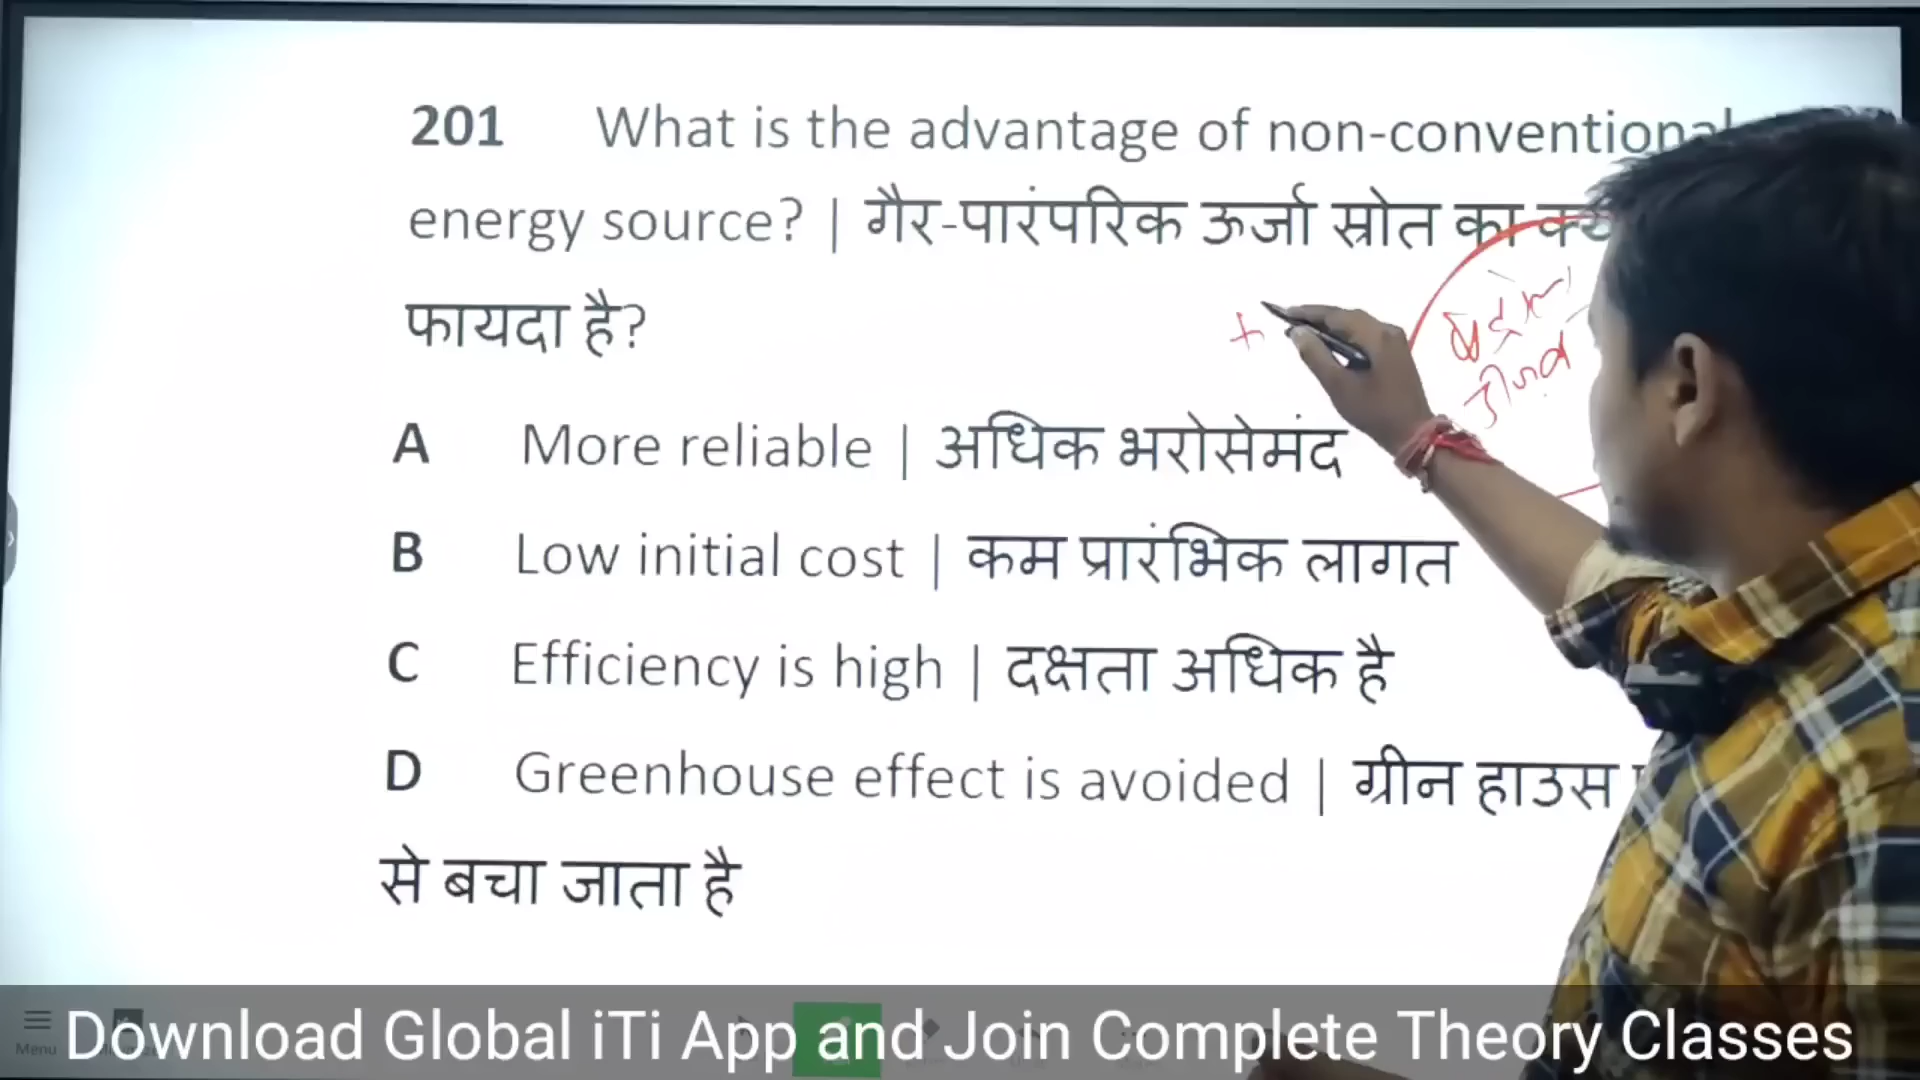 201 What is the advantage of non-conventional
energy source? | गैर-पारंपरिक ऊर्जा स्रोत का
फायदा है?
A More reliable | अधिक भरोसेमंद
B Low initial cost | कम प्रारंभिक लागत
C Efficiency is high | दक्षता अधिक है
D Greenhouse effect is avoided | ग्रीन हाउस
से बचा जाता है
Menu
Download Global iTi App and Join Complete Theory Classes